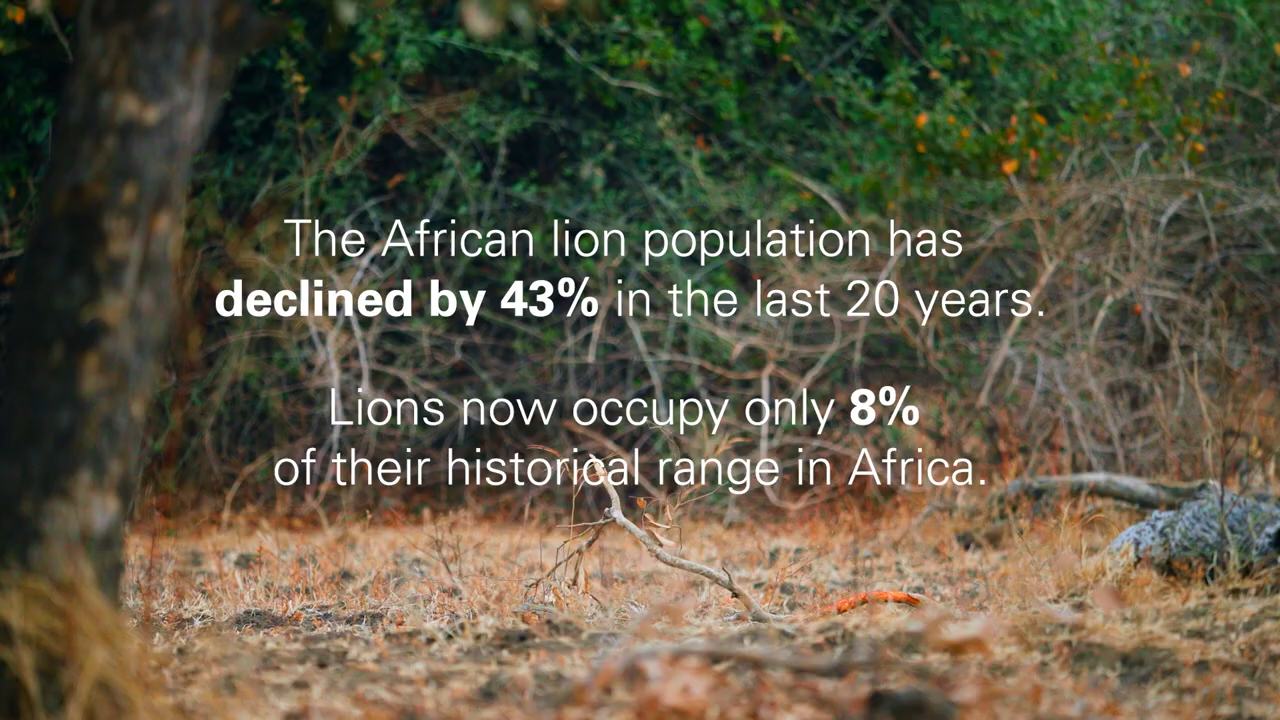 The African lion population has
declined by 43% in the last 20 years.
Lions now occupy only 8%
of their historical range in Africa.